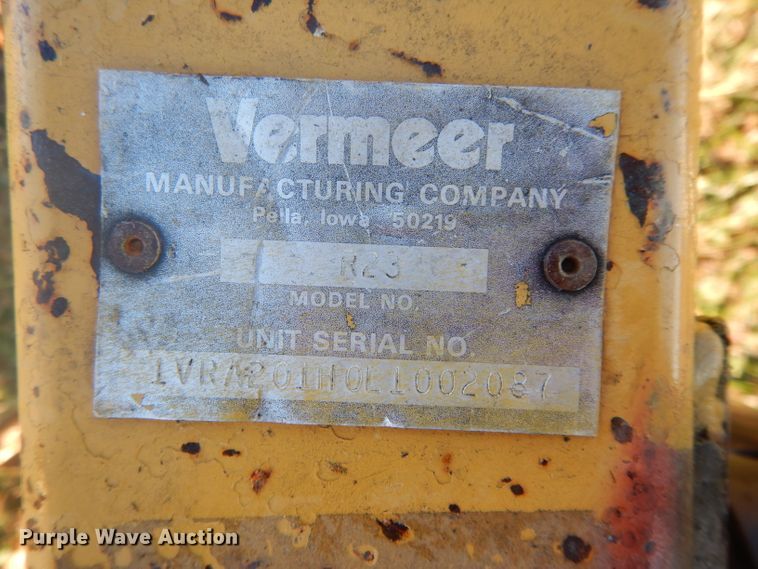 Vermeer
MANUFACTURING COMPANY
Pella, Iowa 50219
R23
MODEL NO.
UNIT SERIAL NO.
1VRA201H0L1002087
Purple Wave Auction